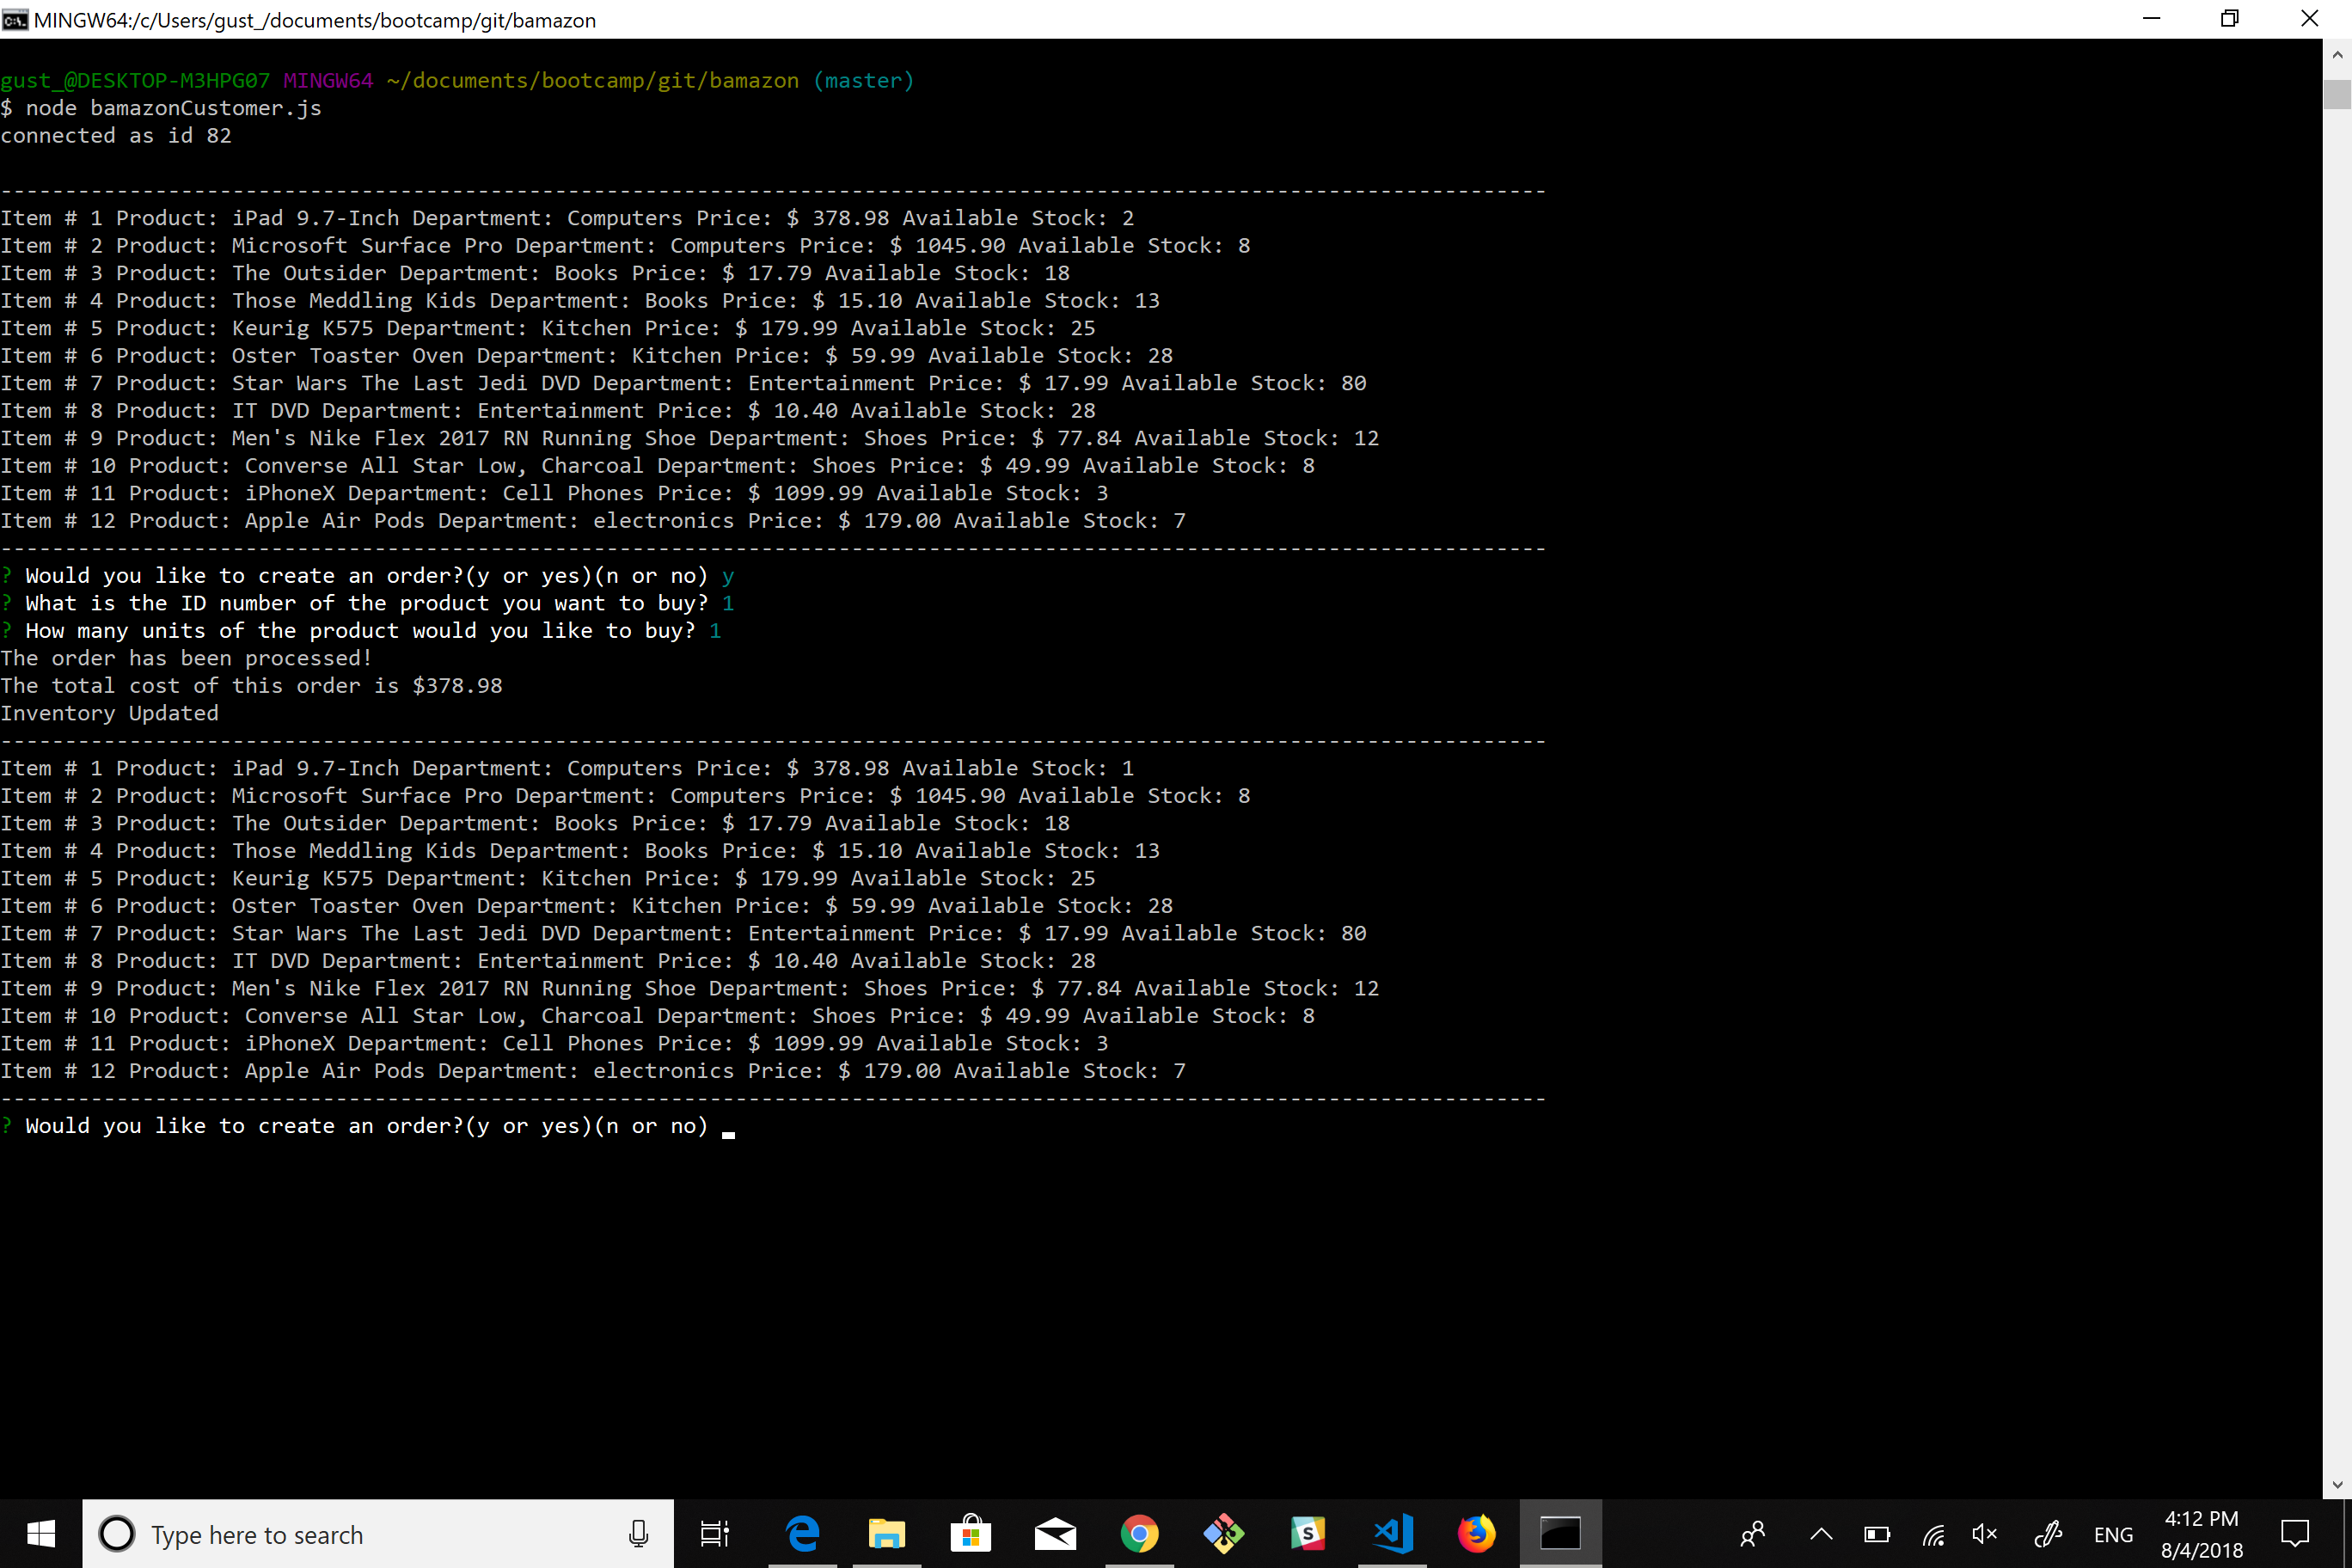 MINGW64:/c/Users/gust_/documents/bootcamp/git/bamazon
gust_@DESKTOP-M3HPG07 MINGW64 ~/documents/bootcamp/git/bamazon (master)
$ node bamazonCustomer.js
connected as id 82
------------------------------------------------------------------------------------------------------------------------
Item # 1 Product: iPad 9.7-Inch Department: Computers Price: $ 378.98 Available Stock: 2
Item # 2 Product: Microsoft Surface Pro Department: Computers Price: $ 1045.90 Available Stock: 8
Item # 3 Product: The Outsider Department: Books Price: $ 17.79 Available Stock: 18
Item # 4 Product: Those Meddling Kids Department: Books Price: $ 15.10 Available Stock: 13
Item # 5 Product: Keurig K575 Department: Kitchen Price: $ 179.99 Available Stock: 25
Item # 6 Product: Oster Toaster Oven Department: Kitchen Price: $ 59.99 Available Stock: 28
Item # 7 Product: Star Wars The Last Jedi DVD Department: Entertainment Price: $ 17.99 Available Stock: 80
Item # 8 Product: IT DVD Department: Entertainment Price: $ 10.40 Available Stock: 28
Item # 9 Product: Men's Nike Flex 2017 RN Running Shoe Department: Shoes Price: $ 77.84 Available Stock: 12
Item # 10 Product: Converse All Star Low, Charcoal Department: Shoes Price: $ 49.99 Available Stock: 8
Item # 11 Product: iPhoneX Department: Cell Phones Price: $ 1099.99 Available Stock: 3
Item # 12 Product: Apple Air Pods Department: electronics Price: $ 179.00 Available Stock: 7
------------------------------------------------------------------------------------------------------------------------
? Would you like to create an order?(y or yes)(n or no) y
? What is the ID number of the product you want to buy? 1
? How many units of the product would you like to buy? 1
The order has been processed!
The total cost of this order is $378.98
Inventory Updated
------------------------------------------------------------------------------------------------------------------------
Item # 1 Product: iPad 9.7-Inch Department: Computers Price: $ 378.98 Available Stock: 1
Item # 2 Product: Microsoft Surface Pro Department: Computers Price: $ 1045.90 Available Stock: 8
Item # 3 Product: The Outsider Department: Books Price: $ 17.79 Available Stock: 18
Item # 4 Product: Those Meddling Kids Department: Books Price: $ 15.10 Available Stock: 13
Item # 5 Product: Keurig K575 Department: Kitchen Price: $ 179.99 Available Stock: 25
Item # 6 Product: Oster Toaster Oven Department: Kitchen Price: $ 59.99 Available Stock: 28
Item # 7 Product: Star Wars The Last Jedi DVD Department: Entertainment Price: $ 17.99 Available Stock: 80
Item # 8 Product: IT DVD Department: Entertainment Price: $ 10.40 Available Stock: 28
Item # 9 Product: Men's Nike Flex 2017 RN Running Shoe Department: Shoes Price: $ 77.84 Available Stock: 12
Item # 10 Product: Converse All Star Low, Charcoal Department: Shoes Price: $ 49.99 Available Stock: 8
Item # 11 Product: iPhoneX Department: Cell Phones Price: $ 1099.99 Available Stock: 3
Item # 12 Product: Apple Air Pods Department: electronics Price: $ 179.00 Available Stock: 7
------------------------------------------------------------------------------------------------------------------------
? Would you like to create an order?(y or yes)(n or no)
Type here to search
ENG
4:12 PM
8/4/2018